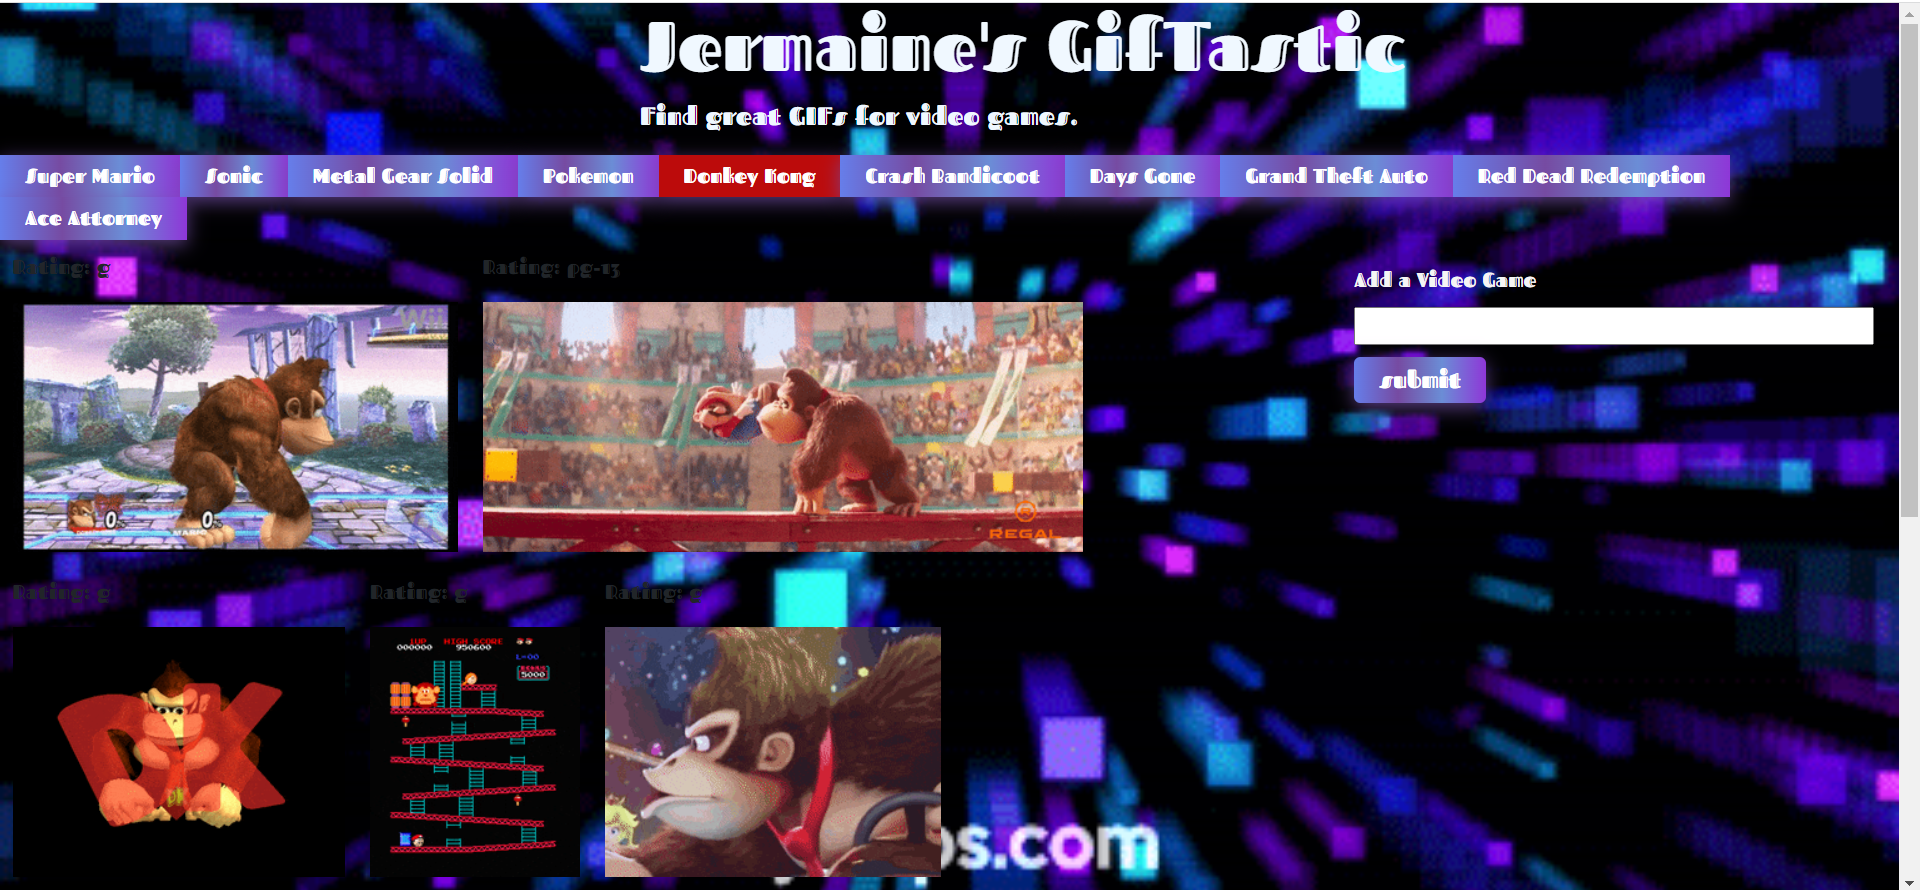 Jermaine's GifTastic
Find great GIFs for video games.
Super Mario Sonic Metal Gear Solid Pokemon Donkey Kong Crash Bandicoot Days Gone Grand Theft Auto Red Dead Redemption
Ace Attorney
Rating: g Rating: pg-13
Add a Video Game
submit
Wii
0% 0%
MARIO
REGAL
Rating: g Rating: g Rating: g
1UP HIGH SCORE
000000 950600
L=00
5000
DK
DK
os.com